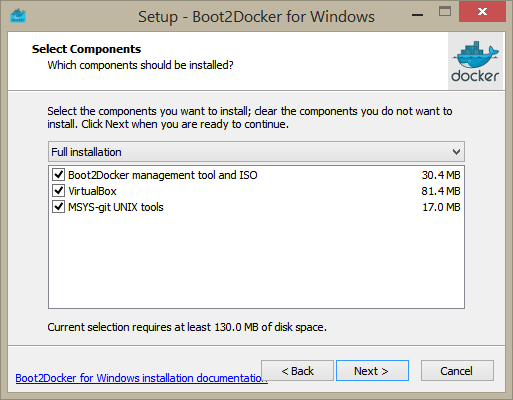 Setup - Boot2Docker for Windows
Select Components
Which components should be installed?
docker
Select the components you want to install; clear the components you do not want to
install. Click Next when you are ready to continue.
Full installation
Boot2Docker management tool and ISO 30.4 MB
VirtualBox 81.4 MB
MSYS-git UNIX tools 17.0 MB
Current selection requires at least 130.0 MB of disk space.
Boot2Docker for Windows installation documentation
< Back Next > Cancel